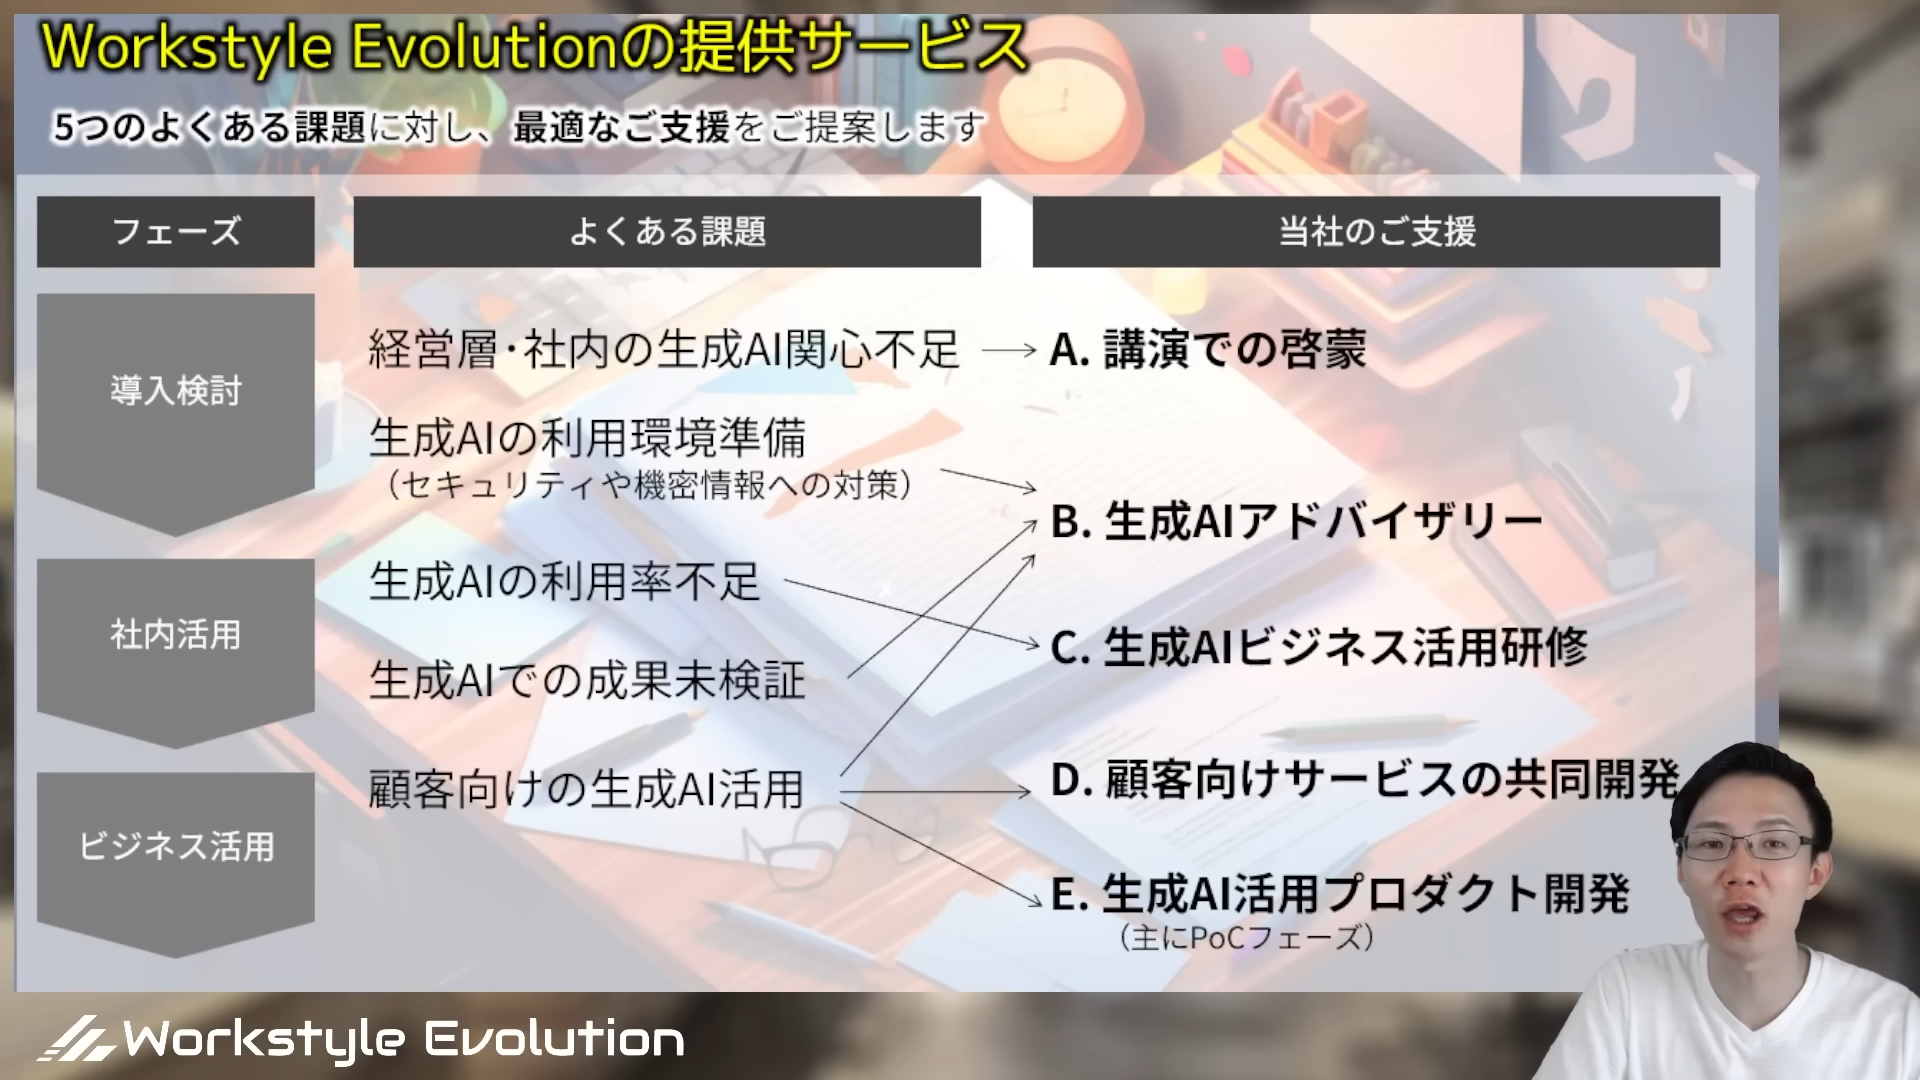 Workstyle Evolutionの提供サービス
5つのよくある課題に対し、最適なご支援をご提案します
フェーズ
よくある課題
当社のご支援
導入検討
経営層・社内の生成AI関心不足
A. 講演での啓蒙
生成AIの利用環境準備
（セキュリティや機密情報への対策）
B. 生成AIアドバイザリー
社内活用
生成AIの利用率不足
C. 生成AIビジネス活用研修
生成AIでの成果未検証
ビジネス活用
顧客向けの生成AI活用
D. 顧客向けサービスの共同開発
E. 生成AI活用プロダクト開発
（主にPoCフェーズ）
Workstyle Evolution